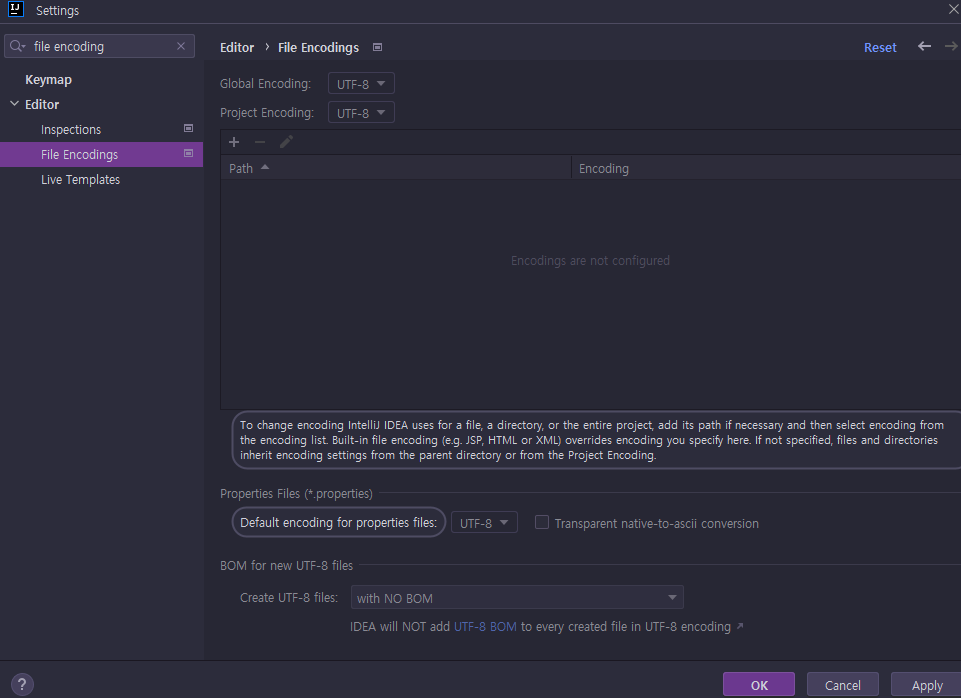 IJ Settings
file encoding
Editor › File Encodings
Reset
Keymap
Editor
Inspections
File Encodings
Live Templates
Global Encoding: UTF-8
Project Encoding: UTF-8
Path Encoding
Encodings are not configured
To change encoding IntelliJ IDEA uses for a file, a directory, or the entire project, add its path if necessary and then select encoding from
the encoding list. Built-in file encoding (e.g. JSP, HTML or XML) overrides encoding you specify here. If not specified, files and directories
inherit encoding settings from the parent directory or from the Project Encoding.
Properties Files (*.properties)
Default encoding for properties files: UTF-8 Transparent native-to-ascii conversion
BOM for new UTF-8 files
Create UTF-8 files: with NO BOM
IDEA will NOT add UTF-8 BOM to every created file in UTF-8 encoding ↗
? OK Cancel Apply